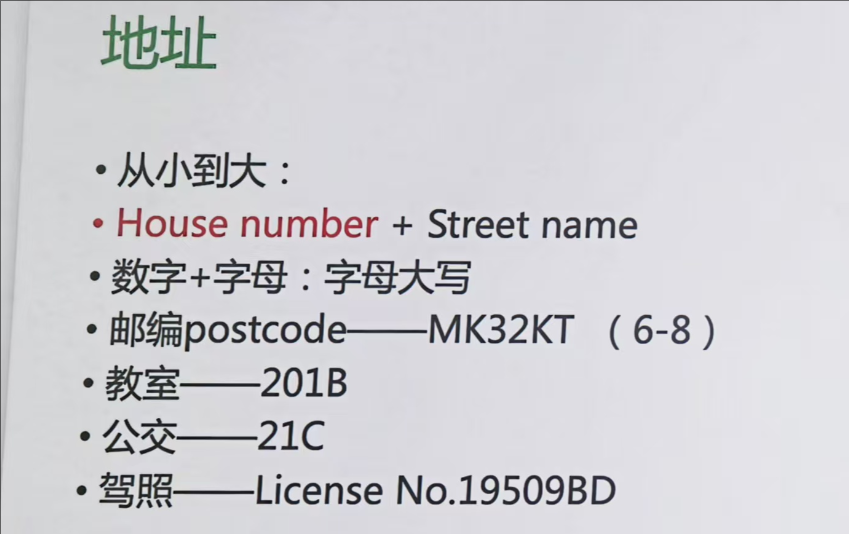 地址
• 从小到大：
• House number + Street name
• 数字+字母：字母大写
• 邮编postcode——MK32KT （6-8）
• 教室——201B
• 公交——21C
• 驾照——License No.19509BD